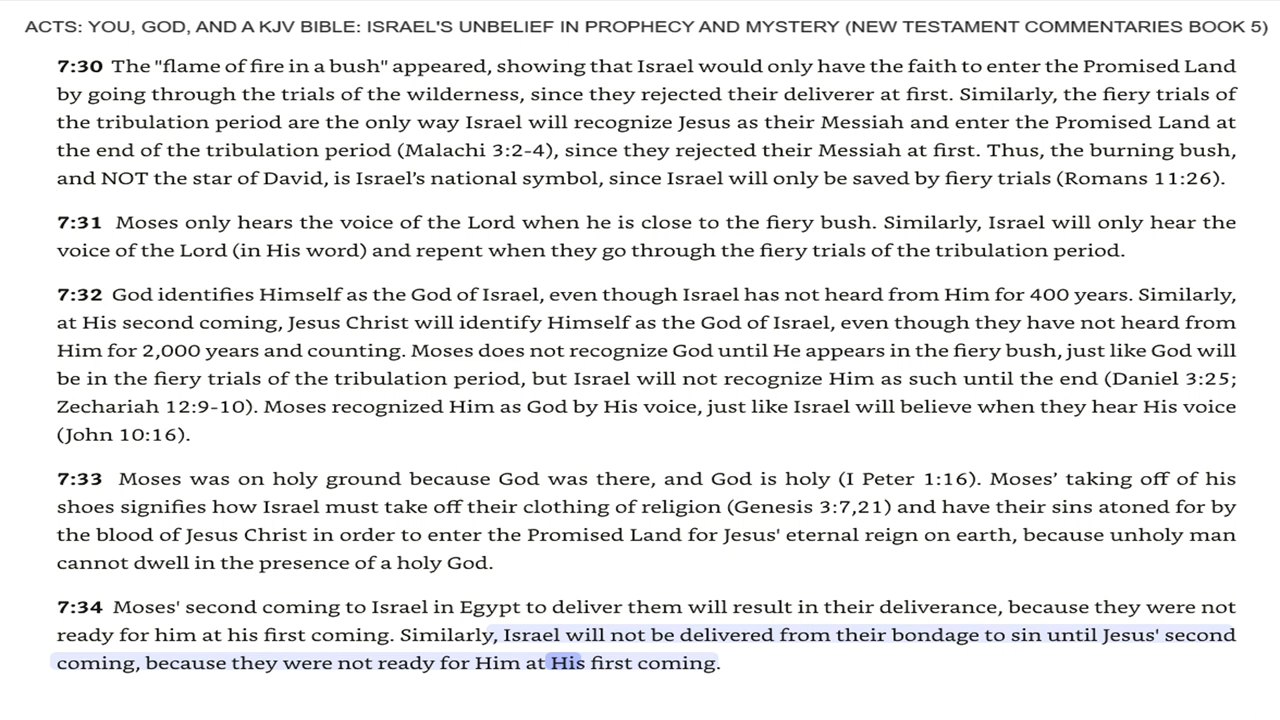 ACTS: YOU, GOD, AND A KJV BIBLE: ISRAEL'S UNBELIEF IN PROPHECY AND MYSTERY (NEW TESTAMENT COMMENTARIES BOOK 5)
7:30 The "flame of fire in a bush" appeared, showing that Israel would only have the faith to enter the Promised Land
by going through the trials of the wilderness, since they rejected their deliverer at first. Similarly, the fiery trials of
the tribulation period are the only way Israel will recognize Jesus as their Messiah and enter the Promised Land at
the end of the tribulation period (Malachi 3:2-4), since they rejected their Messiah at first. Thus, the burning bush,
and NOT the star of David, is Israel’s national symbol, since Israel will only be saved by fiery trials (Romans 11:26).
7:31 Moses only hears the voice of the Lord when he is close to the fiery bush. Similarly, Israel will only hear the
voice of the Lord (in His word) and repent when they go through the fiery trials of the tribulation period.
7:32 God identifies Himself as the God of Israel, even though Israel has not heard from Him for 400 years. Similarly,
at His second coming, Jesus Christ will identify Himself as the God of Israel, even though they have not heard from
Him for 2,000 years and counting. Moses does not recognize God until He appears in the fiery bush, just like God will
be in the fiery trials of the tribulation period, but Israel will not recognize Him as such until the end (Daniel 3:25;
Zechariah 12:9-10). Moses recognized Him as God by His voice, just like Israel will believe when they hear His voice
(John 10:16).
7:33 Moses was on holy ground because God was there, and God is holy (I Peter 1:16). Moses’ taking off of his
shoes signifies how Israel must take off their clothing of religion (Genesis 3:7,21) and have their sins atoned for by
the blood of Jesus Christ in order to enter the Promised Land for Jesus' eternal reign on earth, because unholy man
cannot dwell in the presence of a holy God.
7:34 Moses' second coming to Israel in Egypt to deliver them will result in their deliverance, because they were not
ready for him at his first coming. Similarly, Israel will not be delivered from their bondage to sin until Jesus' second
coming, because they were not ready for Him at His first coming.